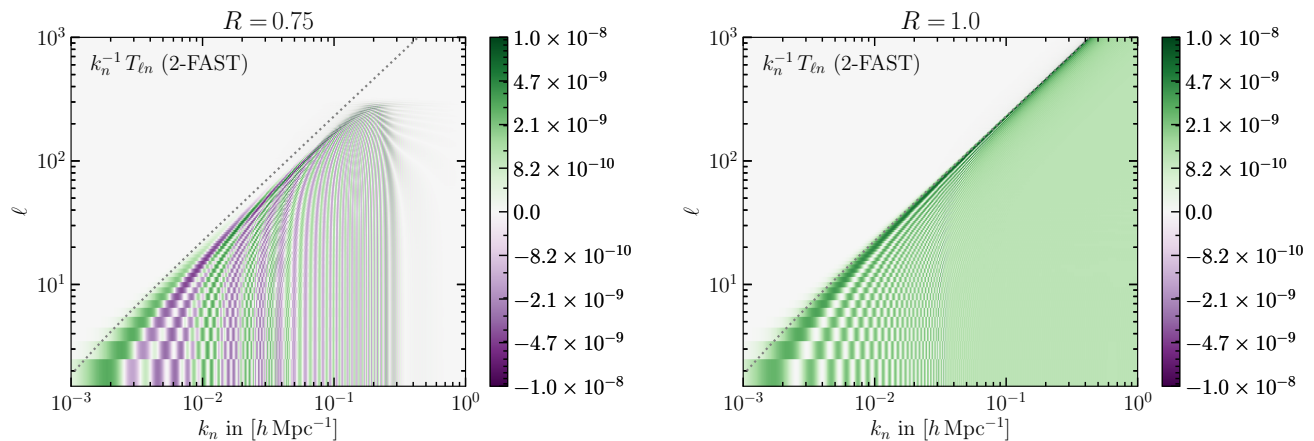 R = 0.75
k_n^{-1} T_{ℓn} (2-FAST)
10^3
10^2
10^1
ℓ
10^{-3} 10^{-2} 10^{-1} 10^0
k_n in [h Mpc^{-1}]
1.0 × 10^{-8}
4.7 × 10^{-9}
2.1 × 10^{-9}
8.2 × 10^{-10}
0.0
−8.2 × 10^{-10}
−2.1 × 10^{-9}
−4.7 × 10^{-9}
−1.0 × 10^{-8}
R = 1.0
k_n^{-1} T_{ℓn} (2-FAST)
10^3
10^2
10^1
ℓ
10^{-3} 10^{-2} 10^{-1} 10^0
k_n in [h Mpc^{-1}]
1.0 × 10^{-8}
4.7 × 10^{-9}
2.1 × 10^{-9}
8.2 × 10^{-10}
0.0
−8.2 × 10^{-10}
−2.1 × 10^{-9}
−4.7 × 10^{-9}
−1.0 × 10^{-8}